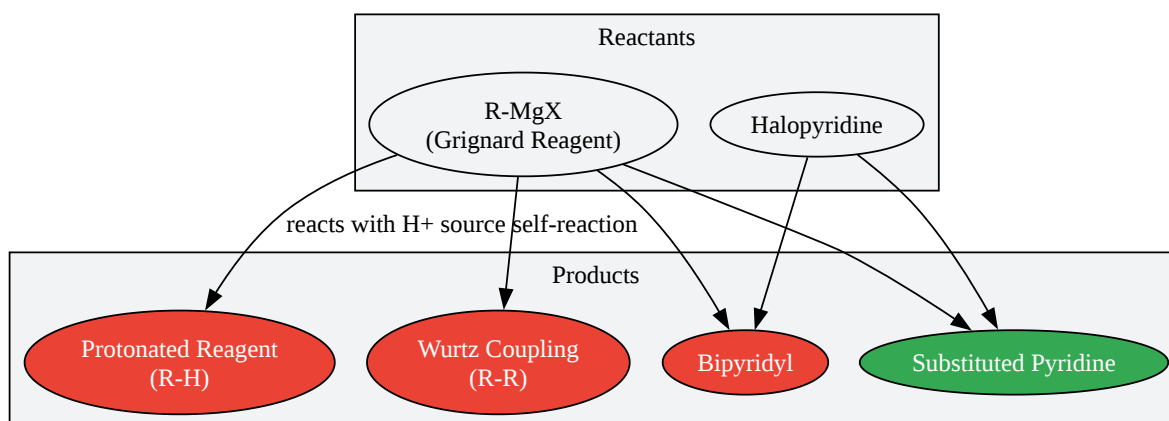 Reactants
R-MgX
(Grignard Reagent)
Halopyridine
reacts with H+ source
self-reaction
Products
Protonated Reagent
(R-H)
Wurtz Coupling
(R-R)
Bipyridyl
Substituted Pyridine